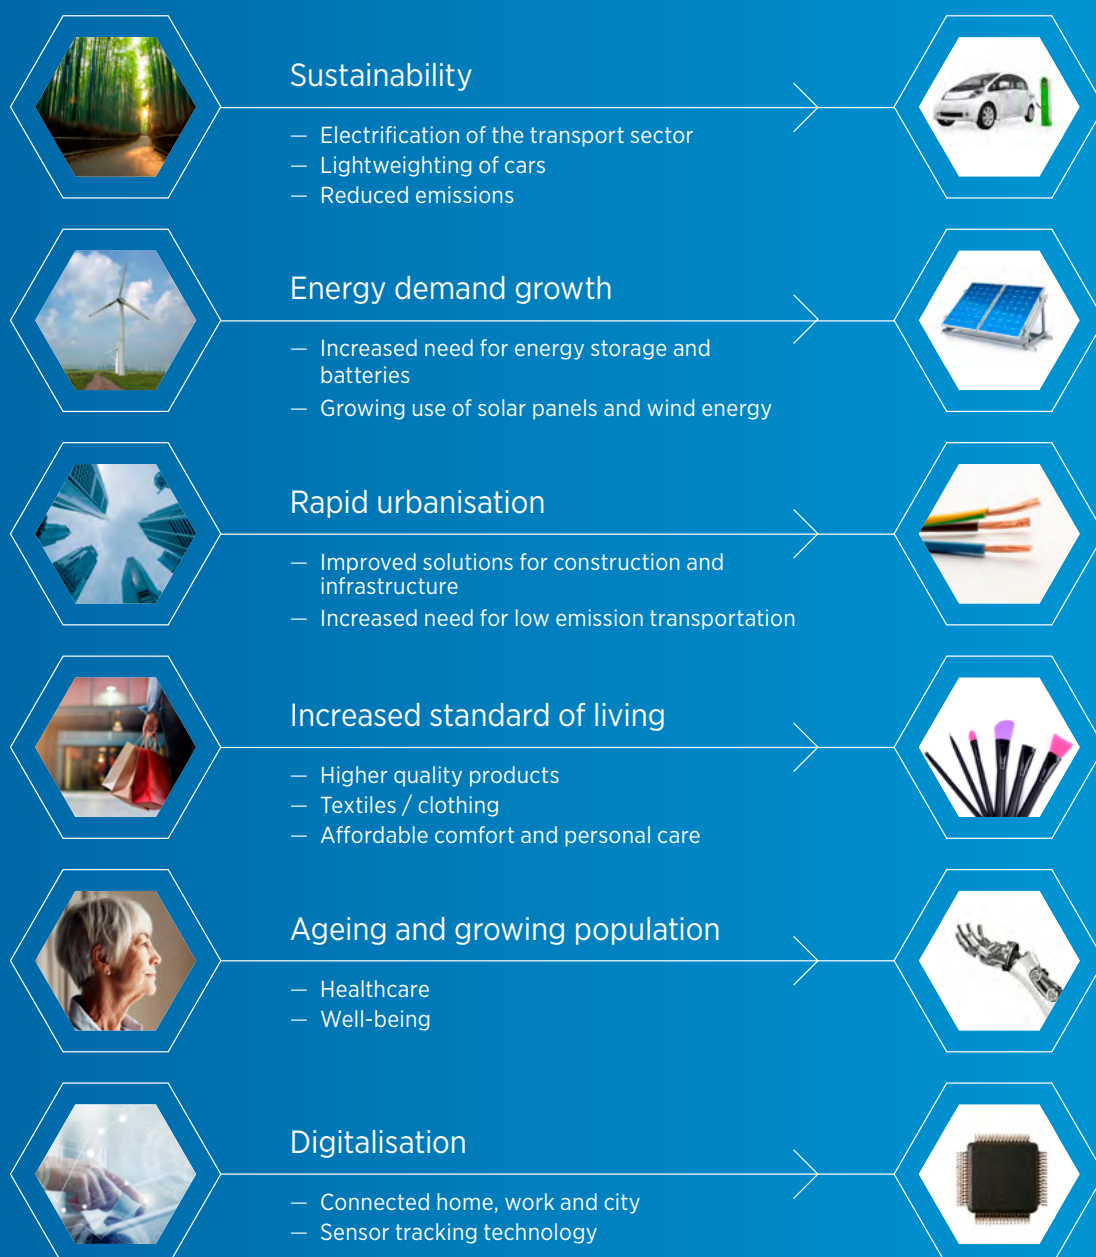 Sustainability
— Electrification of the transport sector
— Lightweighting of cars
— Reduced emissions
Energy demand growth
— Increased need for energy storage and
batteries
— Growing use of solar panels and wind energy
Rapid urbanisation
— Improved solutions for construction and
infrastructure
— Increased need for low emission transportation
Increased standard of living
— Higher quality products
— Textiles / clothing
— Affordable comfort and personal care
Ageing and growing population
— Healthcare
— Well-being
Digitalisation
— Connected home, work and city
— Sensor tracking technology